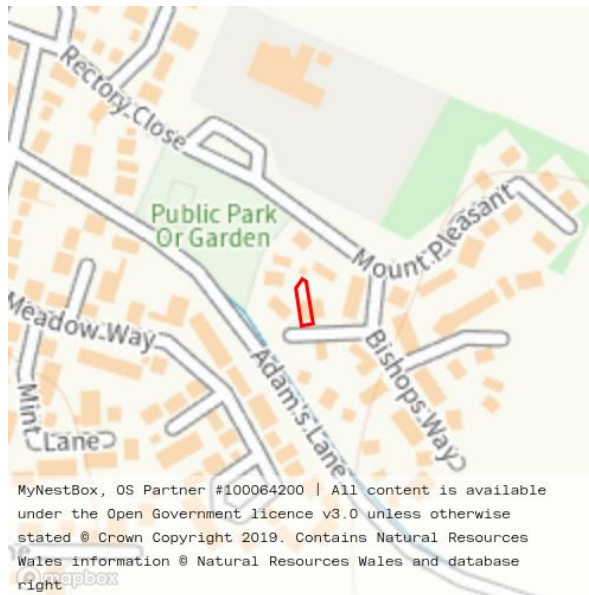 Rectory Close
Public Park
Or Garden
Mount Pleasant
Meadow Way
Bishops Way
Adam's Lane
Mint Lane
MyNestBox, OS Partner #100064200 | All content is available
under the Open Government licence v3.0 unless otherwise
stated © Crown Copyright 2019. Contains Natural Resources
Wales information © Natural Resources Wales and database
right
mapbox